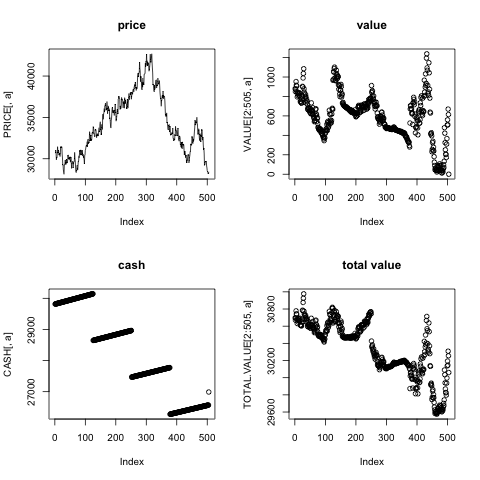 price
PRICE[, a]
30000 35000 40000
0 100 200 300 400 500
Index
value
VALUE[2:505, a]
0 200 600 1000
0 100 200 300 400 500
Index
cash
CASH[, a]
27000 29000
0 100 200 300 400 500
Index
total value
TOTAL.VALUE[2:505, a]
29600 30200 30800
0 100 200 300 400 500
Index